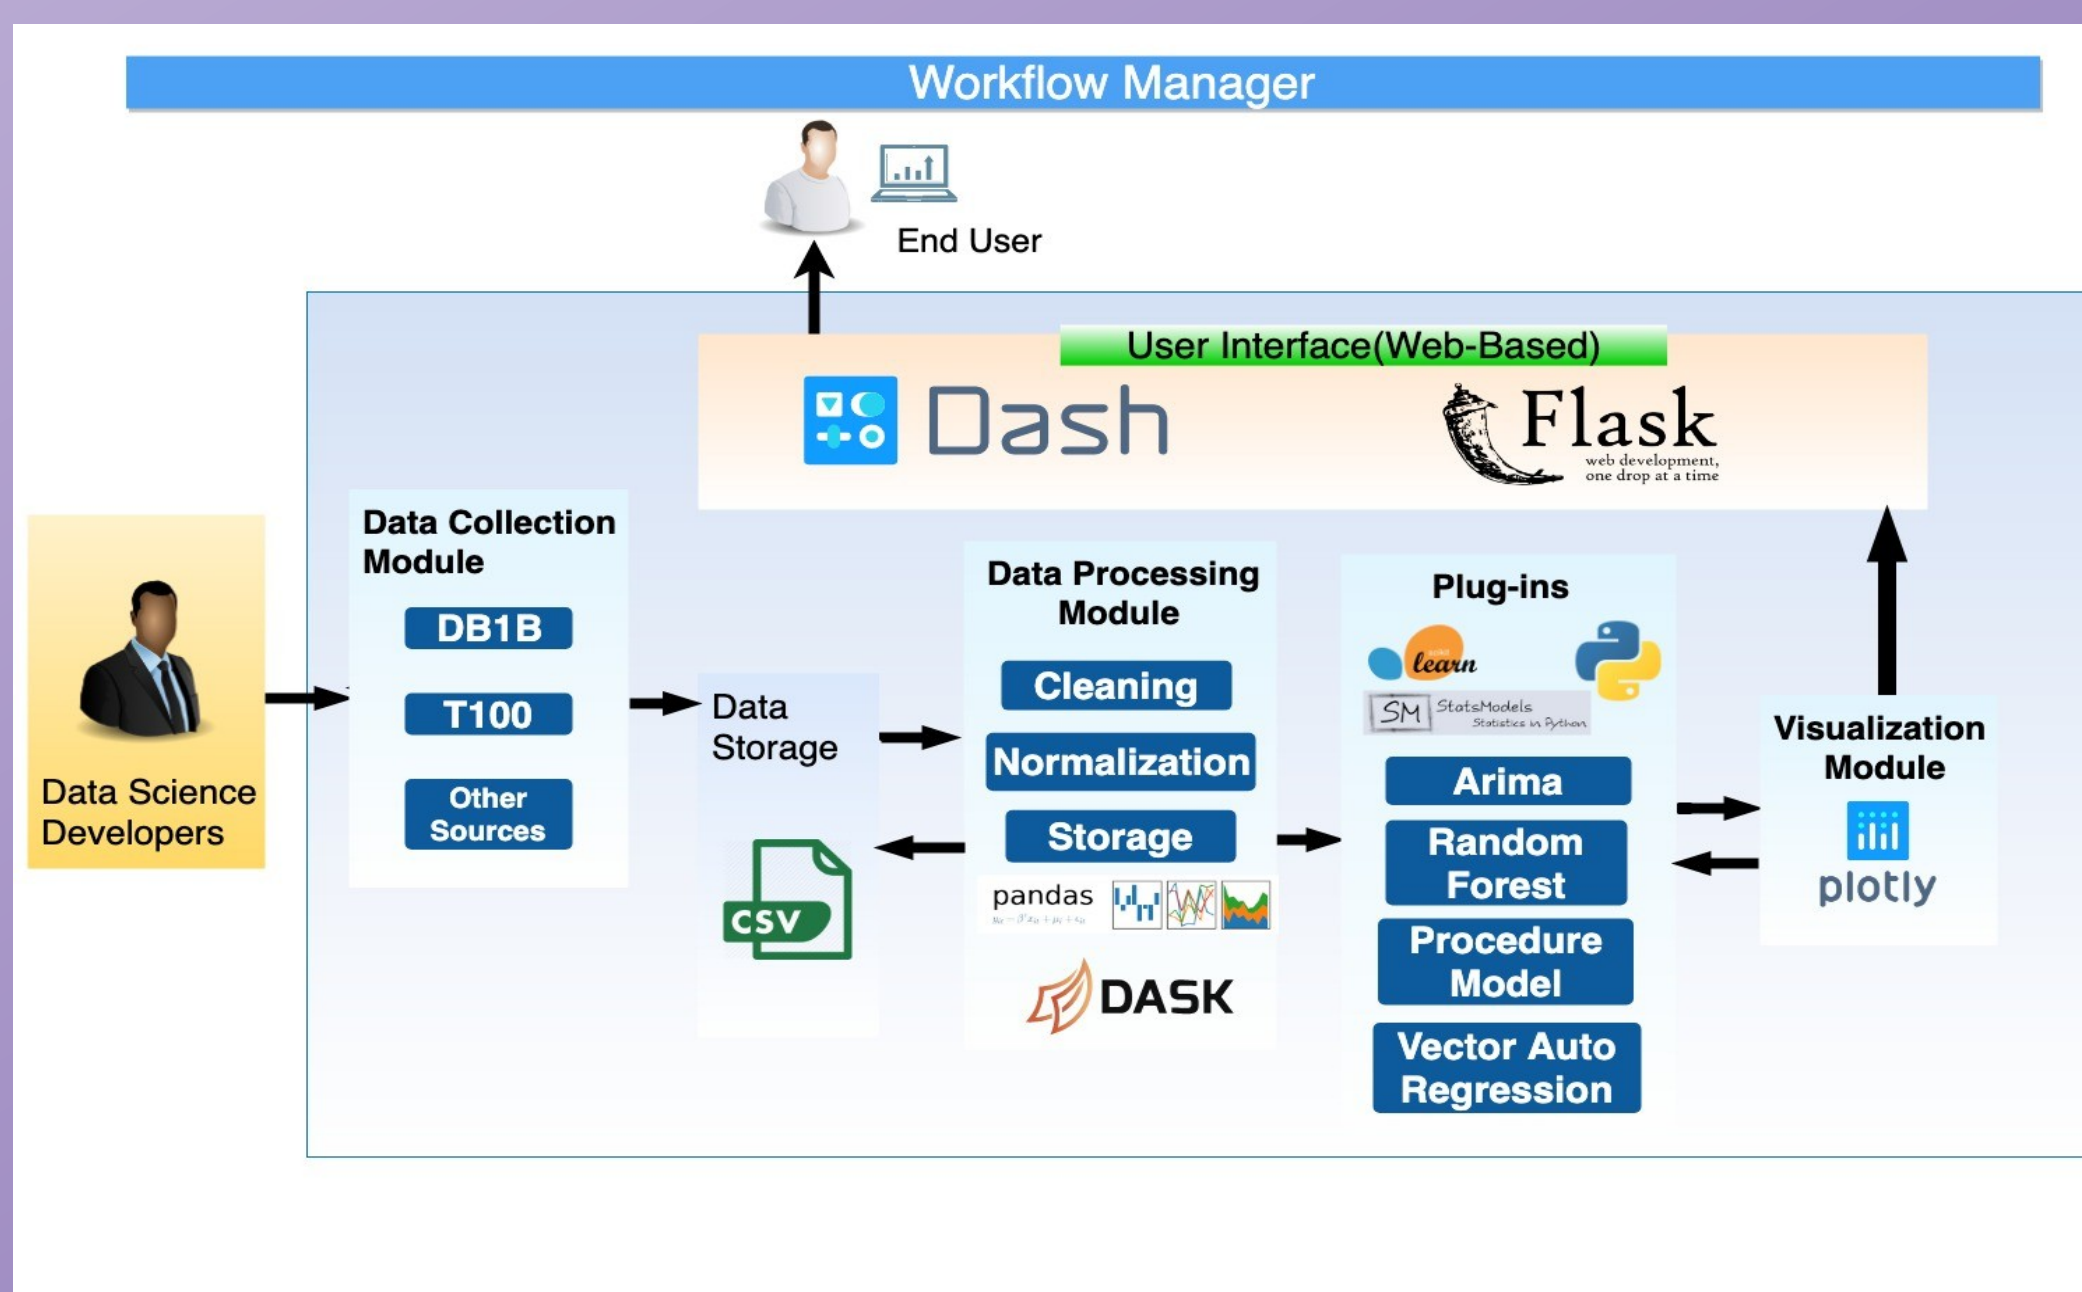 Workflow Manager
End User
User Interface(Web-Based)
Dash
Flask
web development,
one drop at a time
Data Science
Developers
Data Collection
Module
DB1B
T100
Other
Sources
Data
Storage
CSV
Data Processing
Module
Cleaning
Normalization
Storage
pandas
DASK
Plug-ins
scikit
learn
SM
StatsModels
Statistics in Python
Arima
Random
Forest
Procedure
Model
Vector Auto
Regression
Visualization
Module
plotly